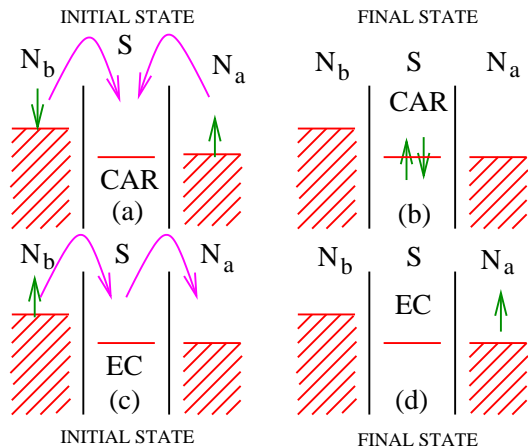 INITIAL STATE
FINAL STATE
N_b S N_a
N_b S N_a
CAR
CAR
(a)
(b)
N_b S N_a
N_b S N_a
EC
EC
(c)
(d)
INITIAL STATE
FINAL STATE